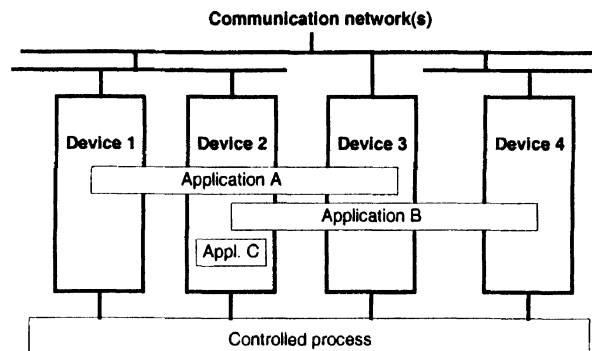 Communication network(s)
Device 1 Device 2 Device 3 Device 4
Application A
Application B
Appl. C
Controlled process